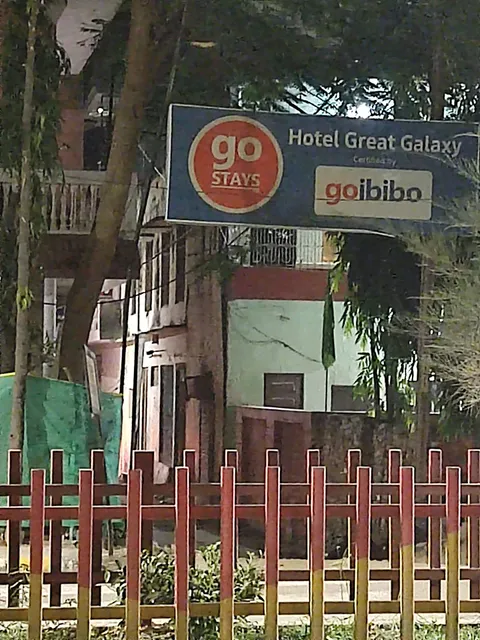 go
STAYS
Hotel Great Galaxy
Certified by
goibibo